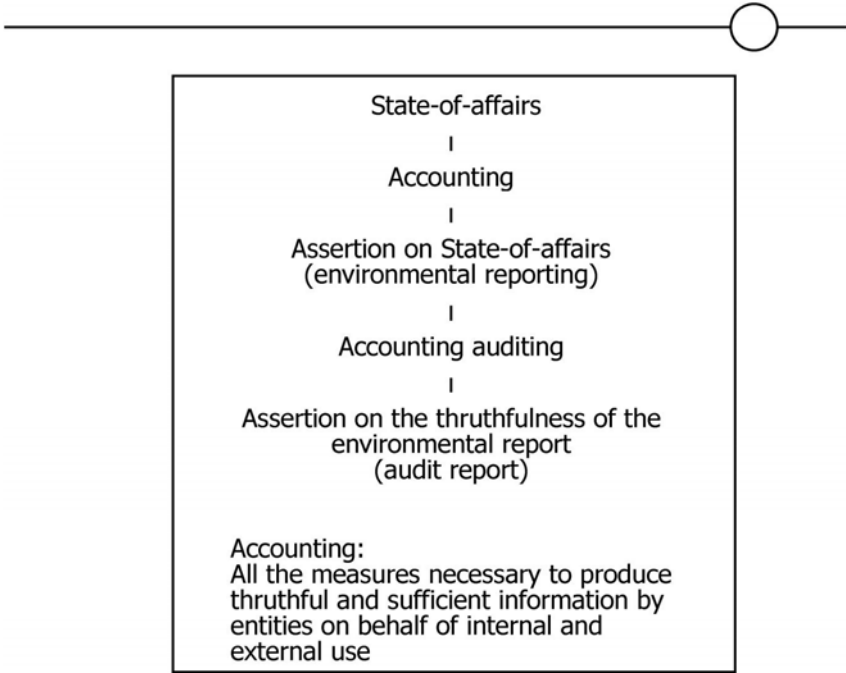 State-of-affairs
Accounting
Assertion on State-of-affairs
(environmental reporting)
Accounting auditing
Assertion on the thruthfulness of the
environmental report
(audit report)
Accounting:
All the measures necessary to produce
thruthful and sufficient information by
entities on behalf of internal and
external use